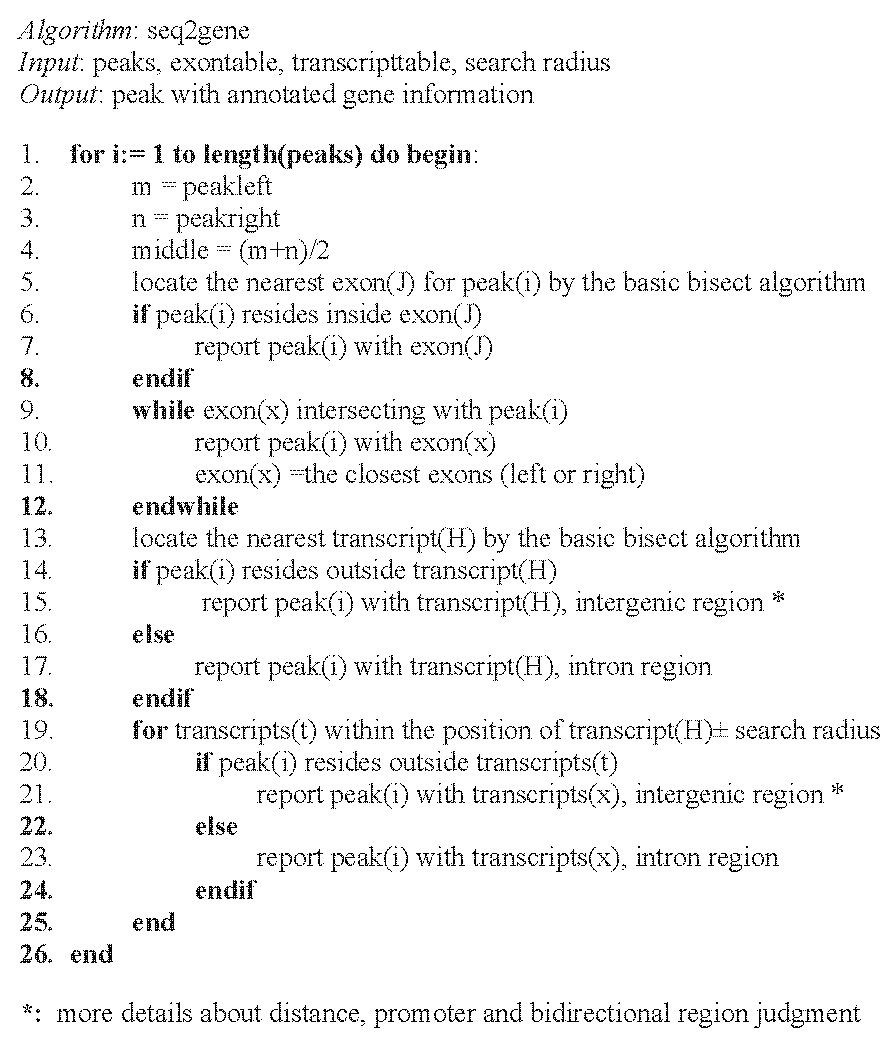 Algorithm: seq2gene
Input: peaks, exontable, transcripttable, search radius
Output: peak with annotated gene information
1. for i:= 1 to length(peaks) do begin:
2. m = peakleft
3. n = peakright
4. middle = (m+n)/2
5. locate the nearest exon(J) for peak(i) by the basic bisect algorithm
6. if peak(i) resides inside exon(J)
7. report peak(i) with exon(J)
8. endif
9. while exon(x) intersecting with peak(i)
10. report peak(i) with exon(x)
11. exon(x) =the closest exons (left or right)
12. endwhile
13. locate the nearest transcript(H) by the basic bisect algorithm
14. if peak(i) resides outside transcript(H)
15. report peak(i) with transcript(H), intergenic region *
16. else
17. report peak(i) with transcript(H), intron region
18. endif
19. for transcripts(t) within the position of transcript(H)± search radius
20. if peak(i) resides outside transcripts(t)
21. report peak(i) with transcripts(x), intergenic region *
22. else
23. report peak(i) with transcripts(x), intron region
24. endif
25. end
26. end
*: more details about distance, promoter and bidirectional region judgment